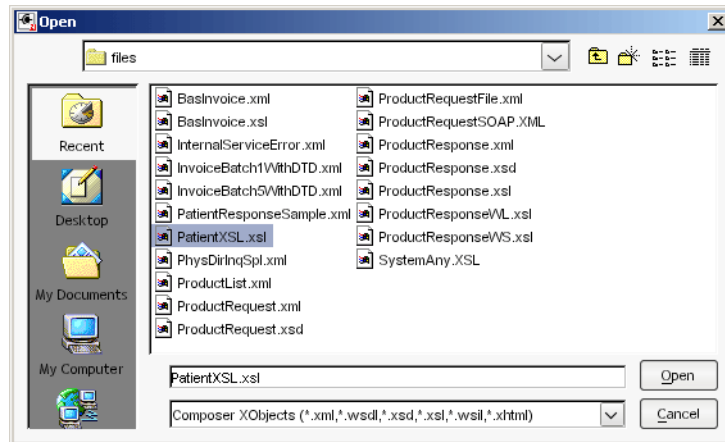 Open
files
Recent
Desktop
My Documents
My Computer
BasInvoice.xml
BasInvoice.xsl
InternalServiceError.xml
InvoiceBatch1WithDTD.xml
InvoiceBatch5WithDTD.xml
PatientResponseSample.xml
PatientXSL.xsl
PhysDirInqSpl.xml
ProductList.xml
ProductRequest.xml
ProductRequest.xsd
ProductRequestFile.xml
ProductRequestSOAP.XML
ProductResponse.xml
ProductResponse.xsd
ProductResponse.xsl
ProductResponseWL.xsl
ProductResponseWS.xsl
SystemAny.XSL
PatientXSL.xsl
Open
Composer XObjects (*.xml,*.wsdl,*.xsd,*.xsl,*.wsil,*.xhtml)
Cancel